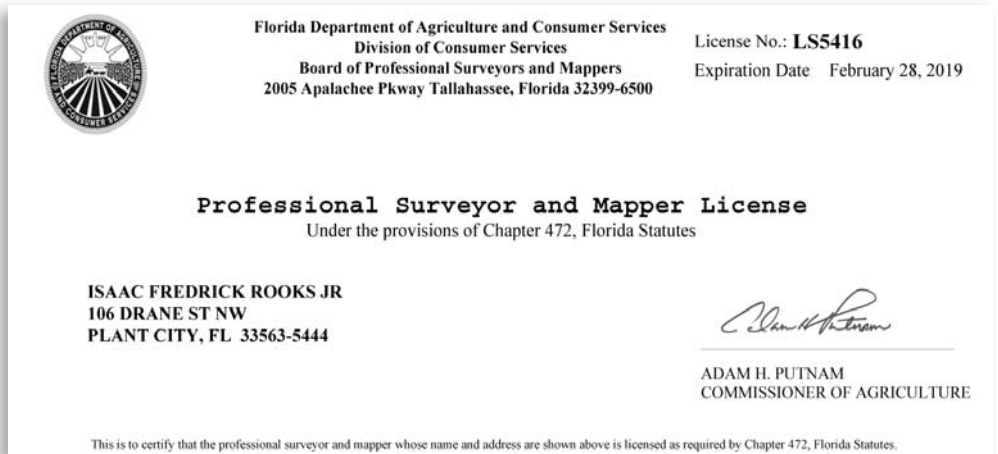 Florida Department of Agriculture and Consumer Services
Division of Consumer Services
Board of Professional Surveyors and Mappers
2005 Apalachee Pkway Tallahassee, Florida 32399-6500
License No.: LS5416
Expiration Date February 28, 2019
Professional Surveyor and Mapper License
Under the provisions of Chapter 472, Florida Statutes
ISAAC FREDRICK ROOKS JR
106 DRANE ST NW
PLANT CITY, FL 33563-5444
ADAM H. PUTNAM
COMMISSIONER OF AGRICULTURE
This is to certify that the professional surveyor and mapper whose name and address are shown above is licensed as required by Chapter 472, Florida Statutes.